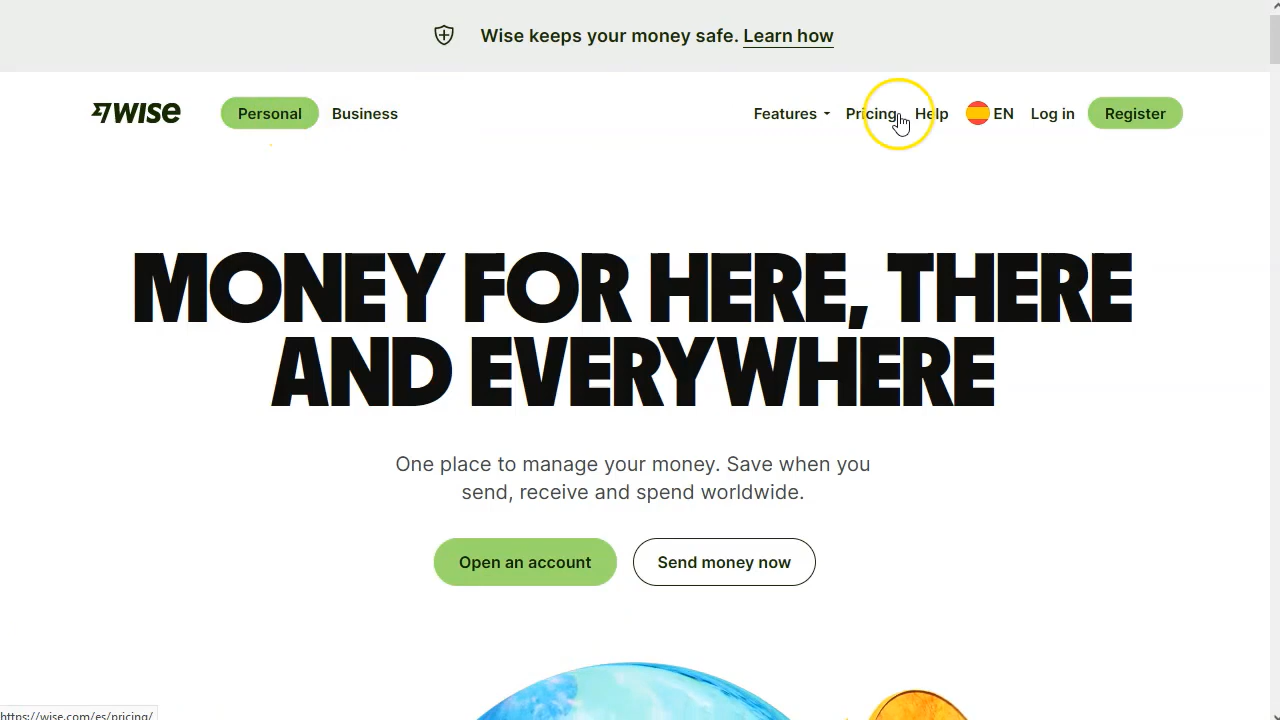 Wise keeps your money safe. Learn how
WISE Personal Business Features Pricing Help EN Log in Register
MONEY FOR HERE, THERE
AND EVERYWHERE
One place to manage your money. Save when you
send, receive and spend worldwide.
Open an account Send money now
https://wise.com/es/pricing/